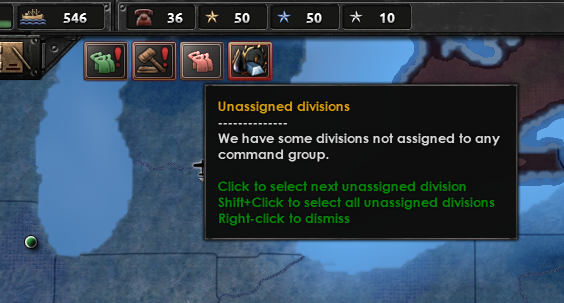 546 36 50 50 10
Unassigned divisions
--------------
We have some divisions not assigned to any
command group.
Click to select next unassigned division
Shift+Click to select all unassigned divisions
Right-click to dismiss